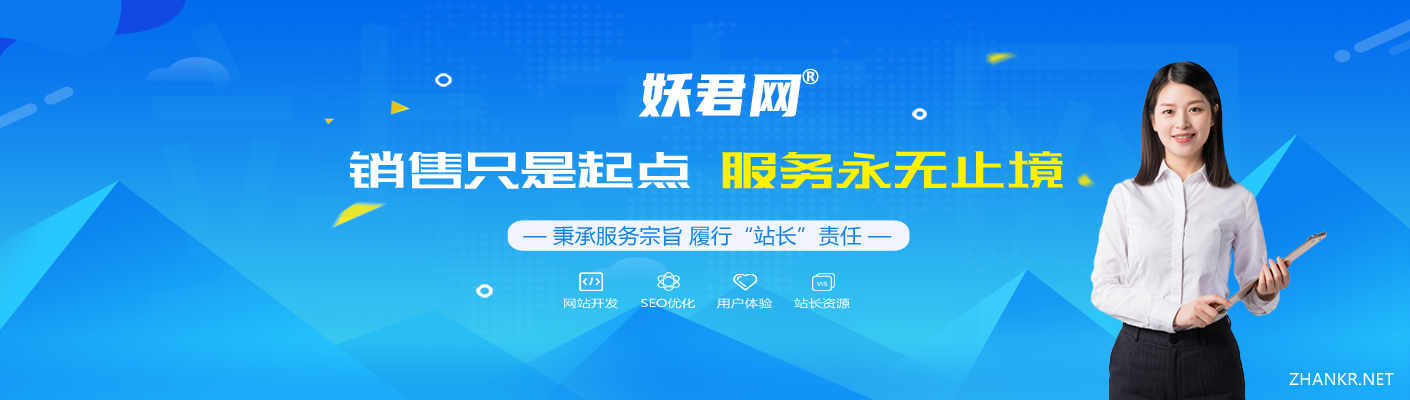 妖君网®
销售只是起点 服务永无止境
— 秉承服务宗旨 履行“站长”责任 —
网站开发 SEO优化 用户体验 VIS 站长资源
ZHANKR.NET